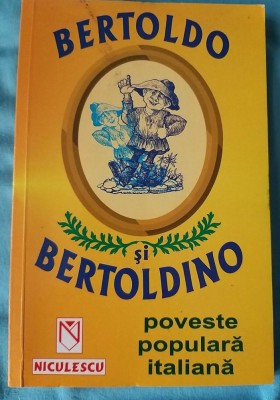 BERTOLDO
și
BERTOLDINO
poveste
populară
italiană
NICULESCU